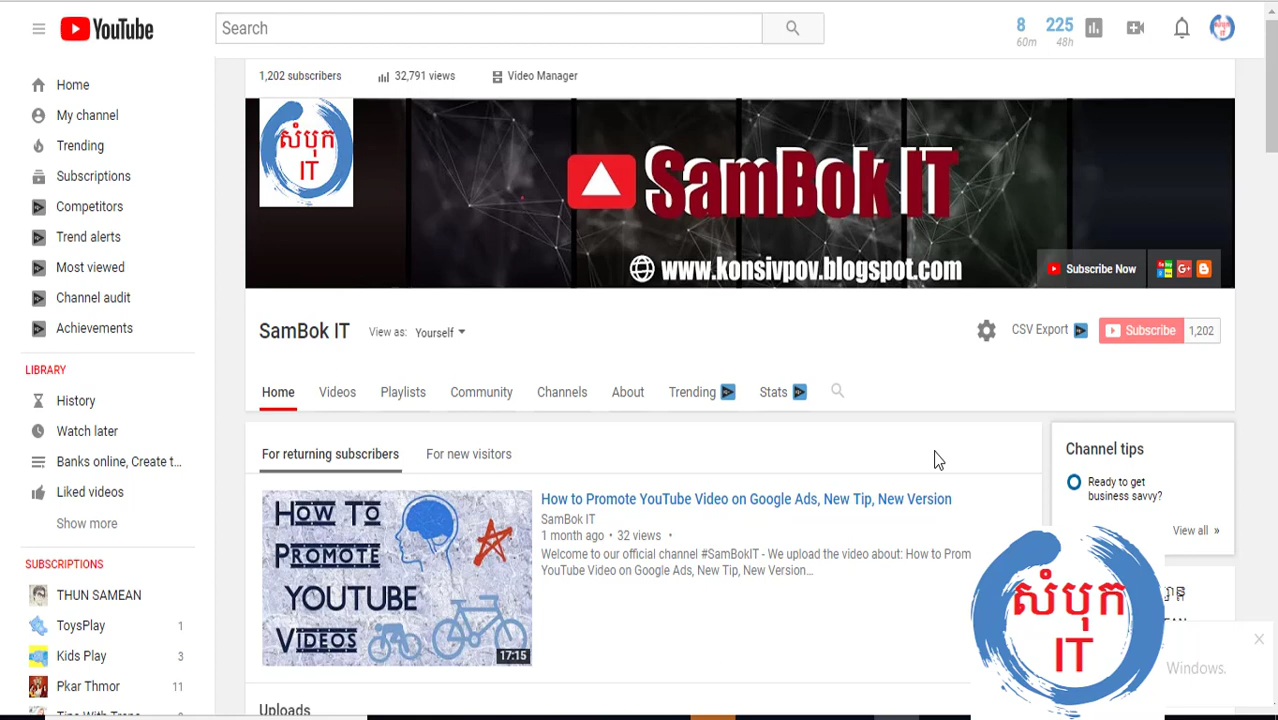 YouTube
Search
8
60m
225
48h
សំបុក
IT
Home
My channel
Trending
Subscriptions
Competitors
Trend alerts
Most viewed
Channel audit
Achievements
LIBRARY
History
Watch later
Banks online, Create t...
Liked videos
Show more
SUBSCRIPTIONS
THUN SAMEAN
ToysPlay 1
Kids Play 3
Pkar Thmor 11
1,202 subscribers
32,791 views
Video Manager
សំបុក
IT
SamBok IT
www.konsivpov.blogspot.com
Subscribe Now
SamBok IT
View as: Yourself
CSV Export
Subscribe 1,202
Home
Videos
Playlists
Community
Channels
About
Trending
Stats
For returning subscribers
For new visitors
HOW TO
PROMOTE
YOUTUBE
VIDEOS
17:15
How to Promote YouTube Video on Google Ads, New Tip, New Version
SamBok IT
1 month ago • 32 views •
Welcome to our official channel #SamBokIT - We upload the video about: How to Prom
YouTube Video on Google Ads, New Tip, New Version...
Uploads
Channel tips
Ready to get
business savvy?
View all »
សំបុក
IT
Windows.